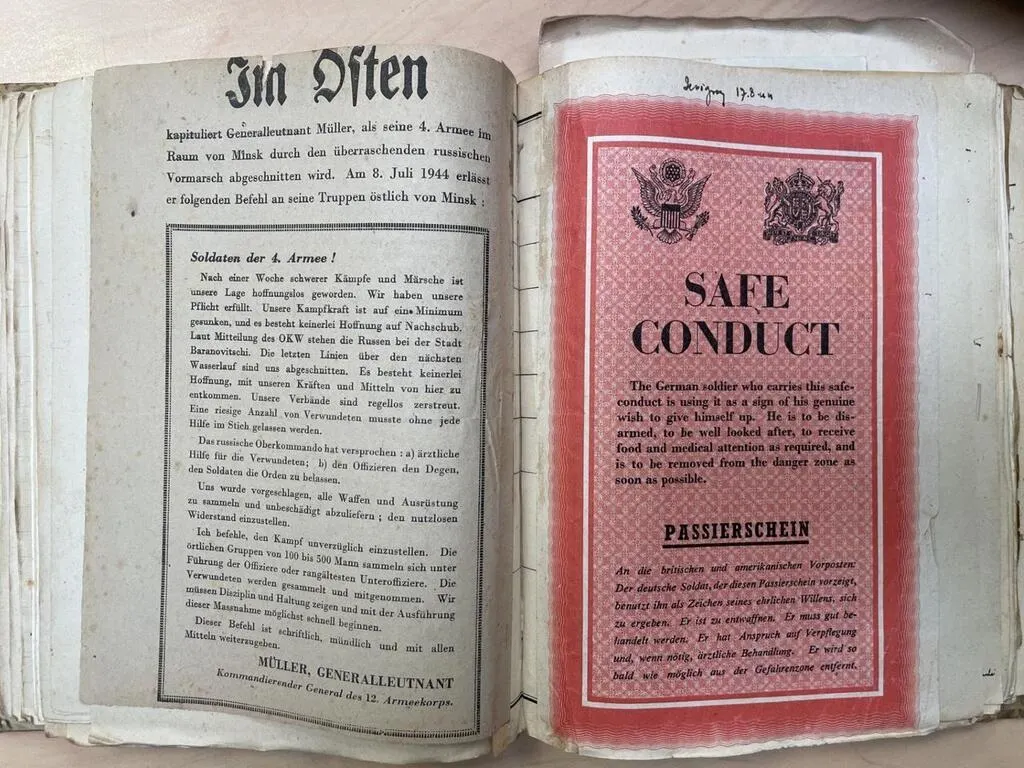 Im Osten
kapituliert Generalleutnant Müller, als seine 4. Armee im
Raum von Minsk durch den überraschenden russischen
Vormarsch abgeschnitten wird. Am 8. Juli 1944 erlässt
er folgenden Befehl an seine Truppen östlich von Minsk :
Soldaten der 4. Armee !
Nach einer Woche schwerer Kämpfe und Märsche ist
unsere Lage hoffnungslos geworden. Wir haben unsere
Pflicht erfüllt. Unsere Kampfkraft ist auf ein Minimum
gesunken, und es besteht keinerlei Hoffnung auf Nachschub.
Laut Mitteilung des OKW stehen die Russen bei der Stadt
Baranovitschi. Die letzten Linien über den nächsten
Wasserlauf sind uns abgeschnitten. Es besteht keinerlei
Hoffnung, mit unseren Kräften und Mitteln von hier zu
entkommen. Unsere Verbände sind regellos zerstreut.
Eine riesige Anzahl von Verwundeten musste ohne jede
Hilfe im Stich gelassen werden.
Das russische Oberkommando hat versprochen : a) ärztliche
Hilfe für die Verwundeten; b) den Offizieren den Degen,
den Soldaten die Orden zu belassen.
Uns wurde vorgeschlagen, alle Waffen und Ausrüstung
zu sammeln und unbeschädigt abzuliefern ; den nutzlosen
Widerstand einzustellen.
Ich befehle, den Kampf unverzüglich einzustellen. Die
örtlichen Gruppen von 100 bis 500 Mann sammeln sich unter
Führung der Offiziere oder rangältesten Unteroffiziere. Die
Verwundeten werden gesammelt und mitgenommen. Wir
müssen Disziplin und Haltung zeigen und mit der Ausführung
dieser Massnahme möglichst schnell beginnen.
Dieser Befehl ist schriftlich, mündlich und mit allen
Mitteln weiterzugeben.
MÜLLER, GENERALLEUTNANT
Kommandierender General des 12. Armeekorps.
17.8.44
SAFE
CONDUCT
The German soldier who carries this safe-
conduct is using it as a sign of his genuine
wish to give himself up. He is to be dis-
armed, to be well looked after, to receive
food and medical attention as required, and
is to be removed from the danger zone as
soon as possible.
PASSIERSCHEIN
An die britischen und amerikanischen Vorposten:
Der deutsche Soldat, der diesen Passierschein vorzeigt,
benutzt ihn als Zeichen seines ehrlichen Willens, sich
zu ergeben. Er ist zu entwaffnen. Er muss gut be-
handelt werden. Er hat Anspruch auf Verpflegung
und, wenn nötig, ärztliche Behandlung. Er wird so
bald wie möglich aus der Gefahrenzone entfernt.